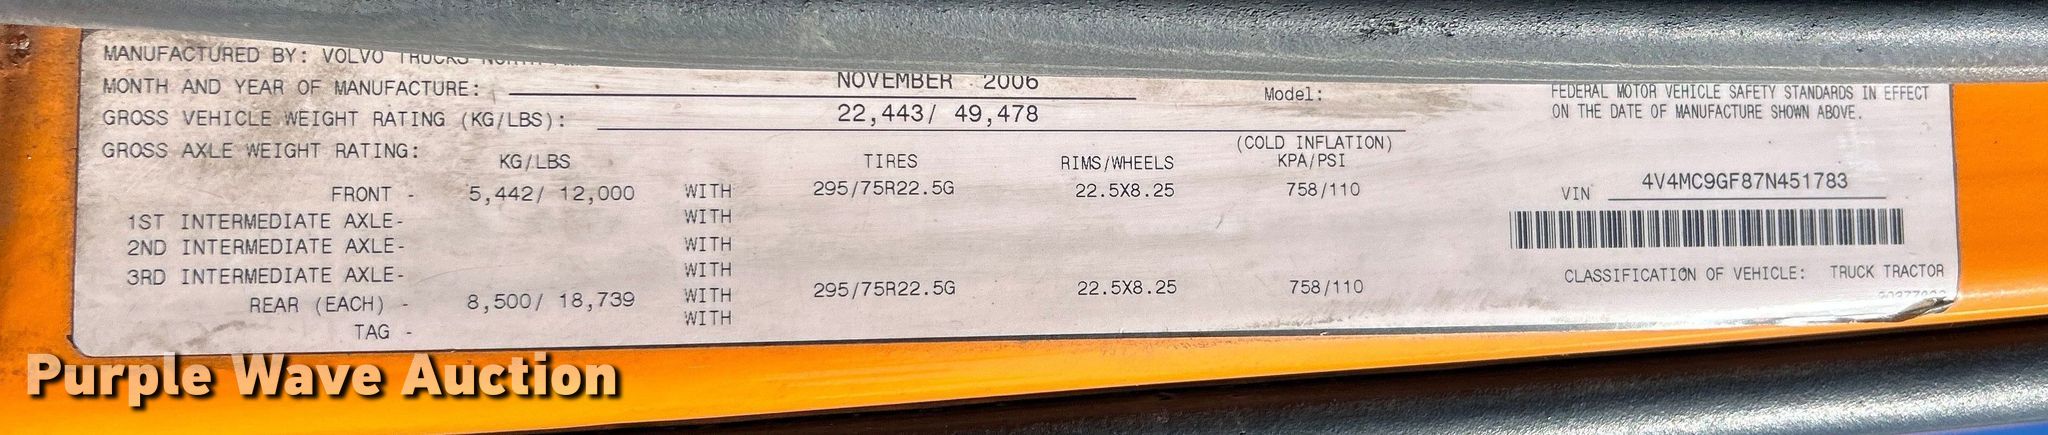 MANUFACTURED BY: VOLVO TRUCKS NORTH
MONTH AND YEAR OF MANUFACTURE: NOVEMBER 2006 Model:
GROSS VEHICLE WEIGHT RATING (KG/LBS): 22,443/ 49,478
GROSS AXLE WEIGHT RATING: KG/LBS TIRES RIMS/WHEELS (COLD INFLATION) KPA/PSI
FRONT - 5,442/ 12,000 WITH 295/75R22.5G 22.5X8.25 758/110
1ST INTERMEDIATE AXLE- WITH
2ND INTERMEDIATE AXLE- WITH
3RD INTERMEDIATE AXLE- WITH
REAR (EACH) - 8,500/ 18,739 WITH 295/75R22.5G 22.5X8.25 758/110
TAG - WITH
FEDERAL MOTOR VEHICLE SAFETY STANDARDS IN EFFECT
ON THE DATE OF MANUFACTURE SHOWN ABOVE.
VIN 4V4MC9GF87N451783
CLASSIFICATION OF VEHICLE: TRUCK TRACTOR
Purple Wave Auction